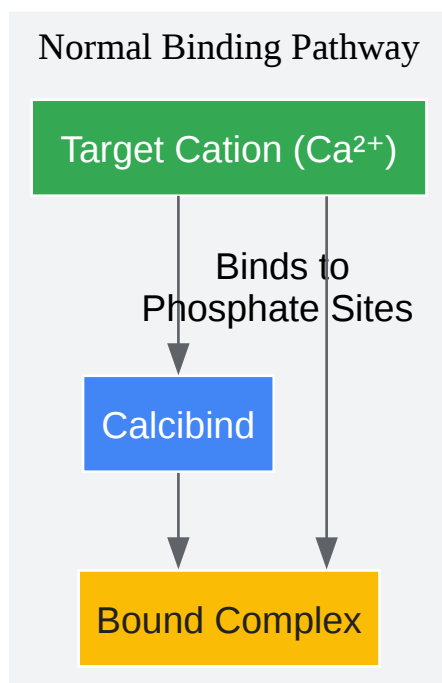 Normal Binding Pathway
Target Cation (Ca²⁺)
Binds to
Phosphate Sites
Calcibind
Bound Complex